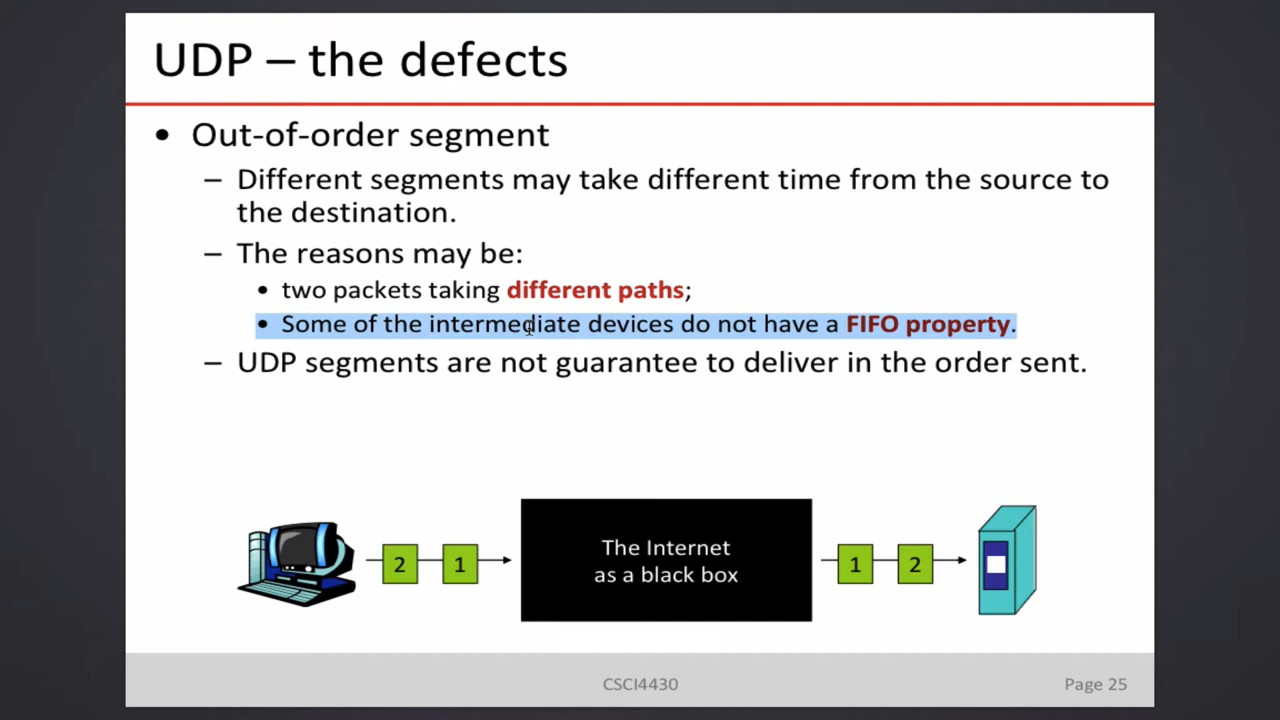 UDP – the defects
• Out-of-order segment
– Different segments may take different time from the source to
the destination.
– The reasons may be:
• two packets taking different paths;
• Some of the intermediate devices do not have a FIFO property.
– UDP segments are not guarantee to deliver in the order sent.
2 1 The Internet
as a black box 1 2
CSCI4430 Page 25